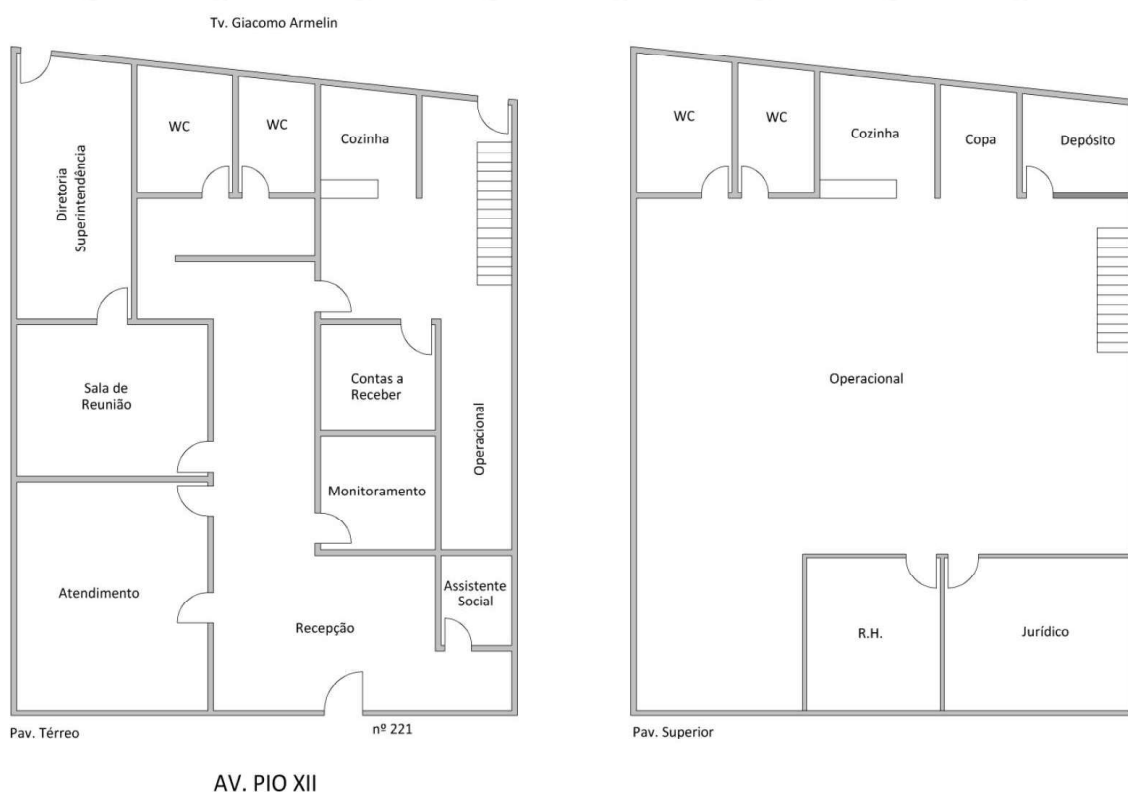 Tv. Giacomo Armelin
WC
WC
Cozinha
Diretoria
Superintendência
Sala de
Reunião
Contas a
Receber
Operacional
Monitoramento
Atendimento
Assistente
Social
Recepção
Pav. Térreo
nº 221
AV. PIO XII
WC
WC
Cozinha
Copa
Depósito
Operacional
R.H.
Jurídico
Pav. Superior